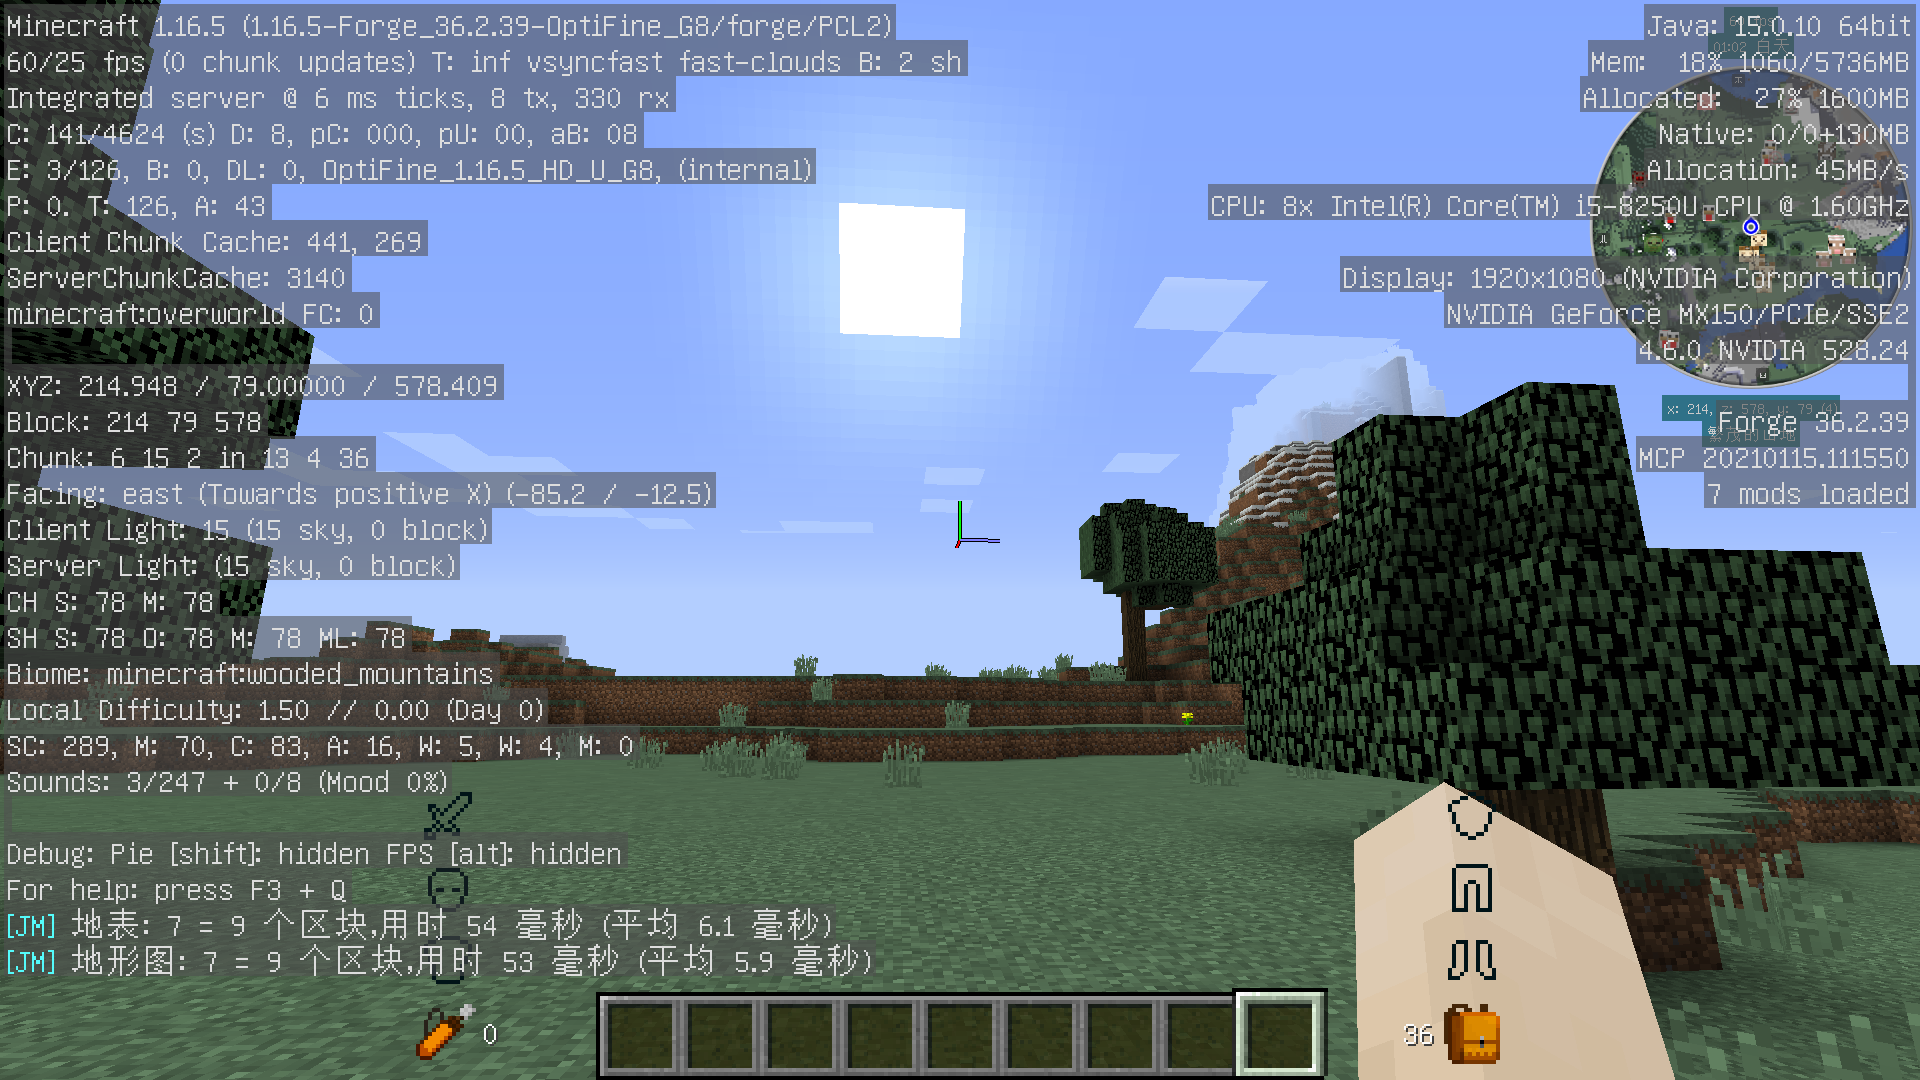 Minecraft 1.16.5 (1.16.5-Forge_36.2.39-OptiFine_G8/forge/PCL2)
60/25 fps (0 chunk updates) T: inf vsyncfast fast-clouds B: 2 sh
Integrated server @ 6 ms ticks, 8 tx, 330 rx
C: 141/4624 (s) D: 8, pC: 000, pU: 00, aB: 08
E: 3/126, B: 0, DL: 0, OptiFine_1.16.5_HD_U_G8, (internal)
P: 0. T: 126, A: 43
Client Chunk Cache: 441, 269
ServerChunkCache: 3140
minecraft:overworld FC: 0
XYZ: 214.948 / 79.00000 / 578.409
Block: 214 79 578
Chunk: 6 15 2 in 13 4 36
Facing: east (Towards positive X) (-85.2 / -12.5)
Client Light: 15 (15 sky, 0 block)
Server Light: (15 sky, 0 block)
CH S: 78 M: 78
SH S: 78 O: 78 M: 78 ML: 78
Biome: minecraft:wooded_mountains
Local Difficulty: 1.50 // 0.00 (Day 0)
SC: 289, M: 70, C: 83, A: 16, W: 5, W: 4, M: 0
Sounds: 3/247 + 0/8 (Mood 0%)
Debug: Pie [shift]: hidden FPS [alt]: hidden
For help: press F3 + Q
[JM] 地表: 7 = 9 个区块,用时 54 毫秒 (平均 6.1 毫秒)
[JM] 地形图: 7 = 9 个区块,用时 53 毫秒 (平均 5.9 毫秒)
0
36
Java: 15.0.10 64bit
01:02 白天
Mem: 18% 1060/5736MB
Allocated: 27% 1600MB
Native: 0/0+130MB
Allocation: 45MB/s
CPU: 8x Intel(R) Core(TM) i5-8250U CPU @ 1.60GHz
Display: 1920x1080 (NVIDIA Corporation)
NVIDIA GeForce MX150/PCIe/SSE2
4.6.0 NVIDIA 528.24
x: 214, z: 578, y: 79 (4)
Forge 36.2.39
MCP 20210115.111550
7 mods loaded